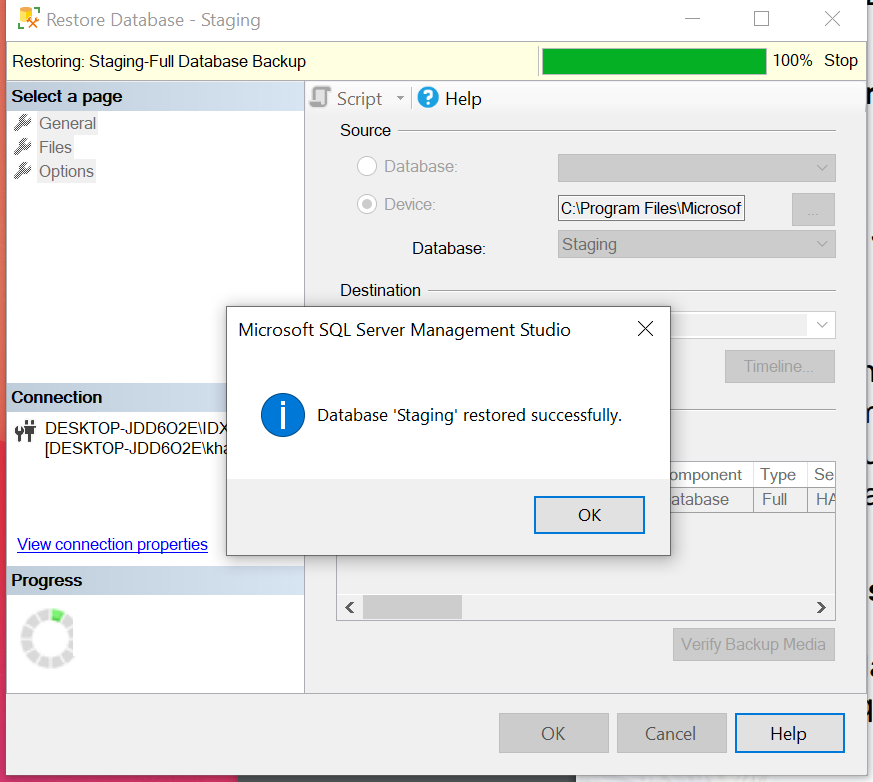 Restore Database - Staging
Restoring: Staging-Full Database Backup
100% Stop
Select a page
General
Files
Options
Script
Help
Source
Database:
Device:
C:\Program Files\Microsof
...
Database:
Staging
Destination
Timeline...
Microsoft SQL Server Management Studio
Database 'Staging' restored successfully.
OK
Connection
DESKTOP-JDD6O2E\IDX
[DESKTOP-JDD6O2E\kha
View connection properties
omponent Type Se
atabase Full HA
Progress
Verify Backup Media
OK Cancel Help